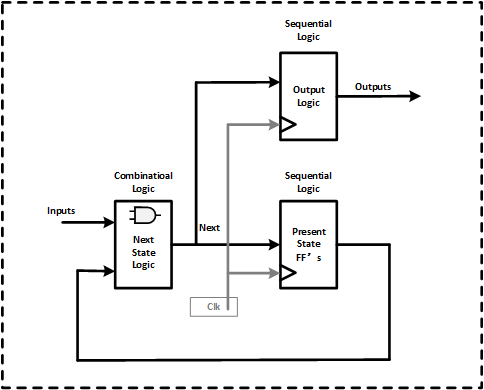 Sequential
Logic
Output
Logic
Outputs
Combinatioal
Logic
Sequential
Logic
Inputs
Next
State
Logic
Next
Present
State
FF’s
Clk